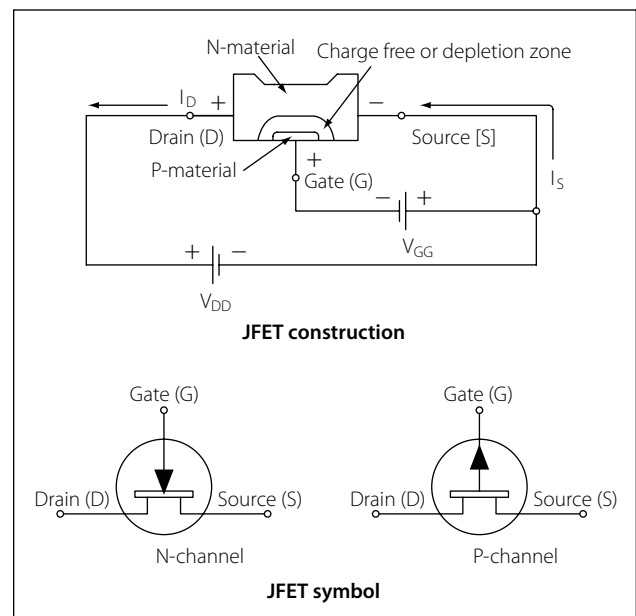 N-material
Charge free or depletion zone
I_D + −
Drain (D) Source [S]
P-material
+
Gate (G)
I_S
− +
V_GG
+ −
V_DD
JFET construction
Gate (G) Gate (G)
Drain (D) Source (S) Drain (D) Source (S)
N-channel P-channel
JFET symbol